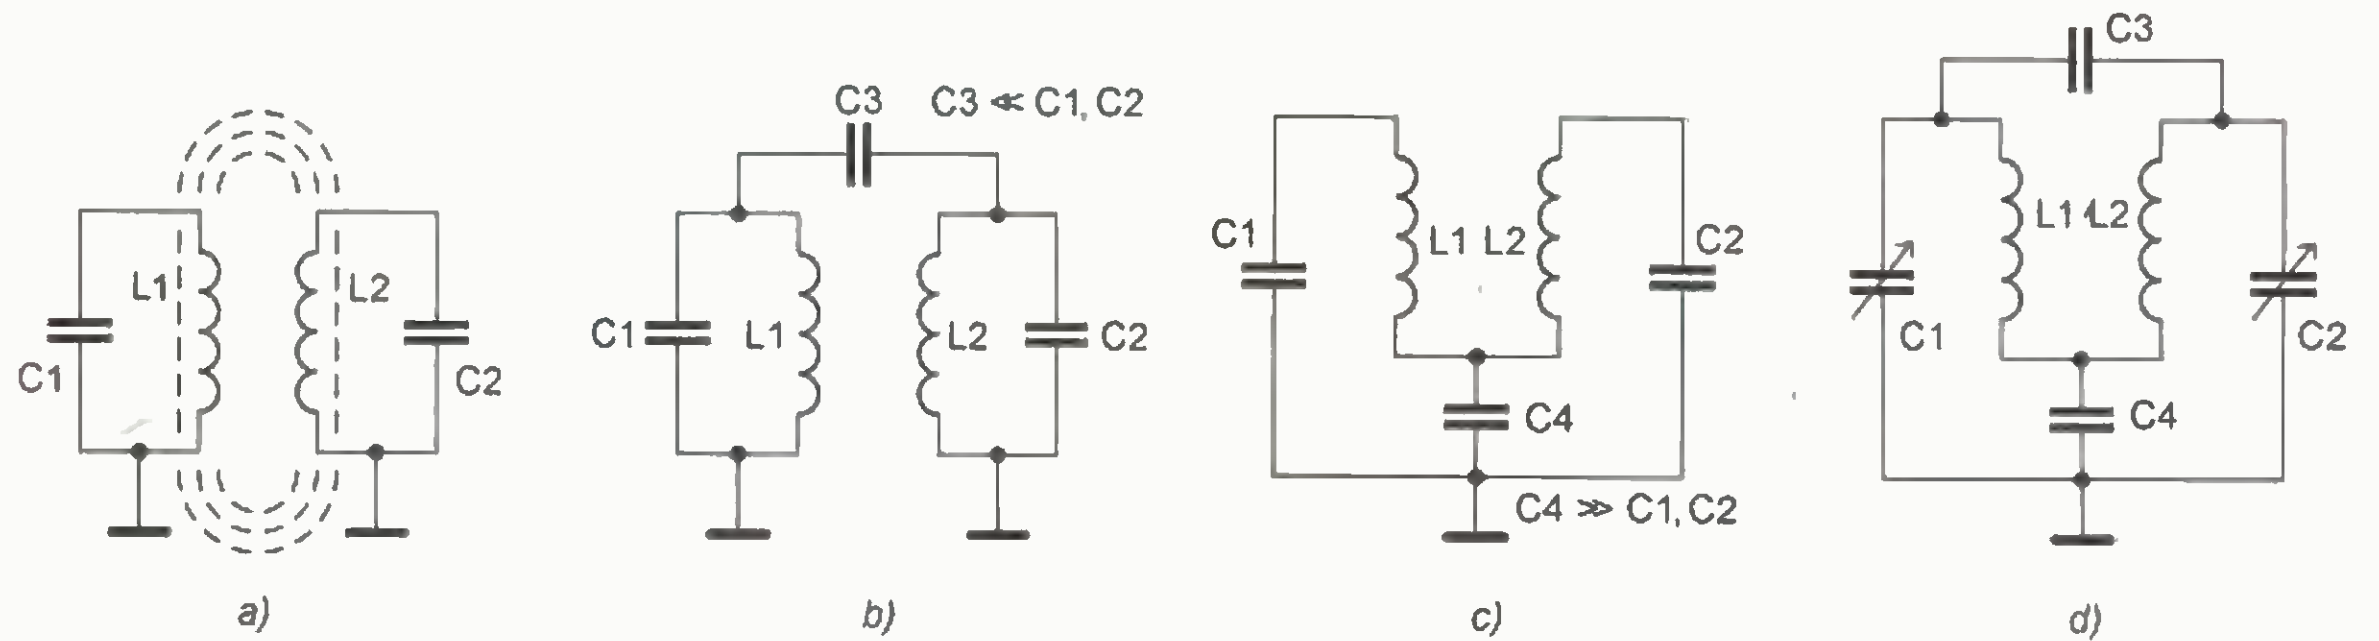 C1
L1
L2
C2
a)
C3
C3 ≪ C1, C2
C1
L1
L2
C2
b)
C1
L1 L2
C2
C4
C4 ≫ C1, C2
c)
C3
L1 L2
C1
C2
C4
d)